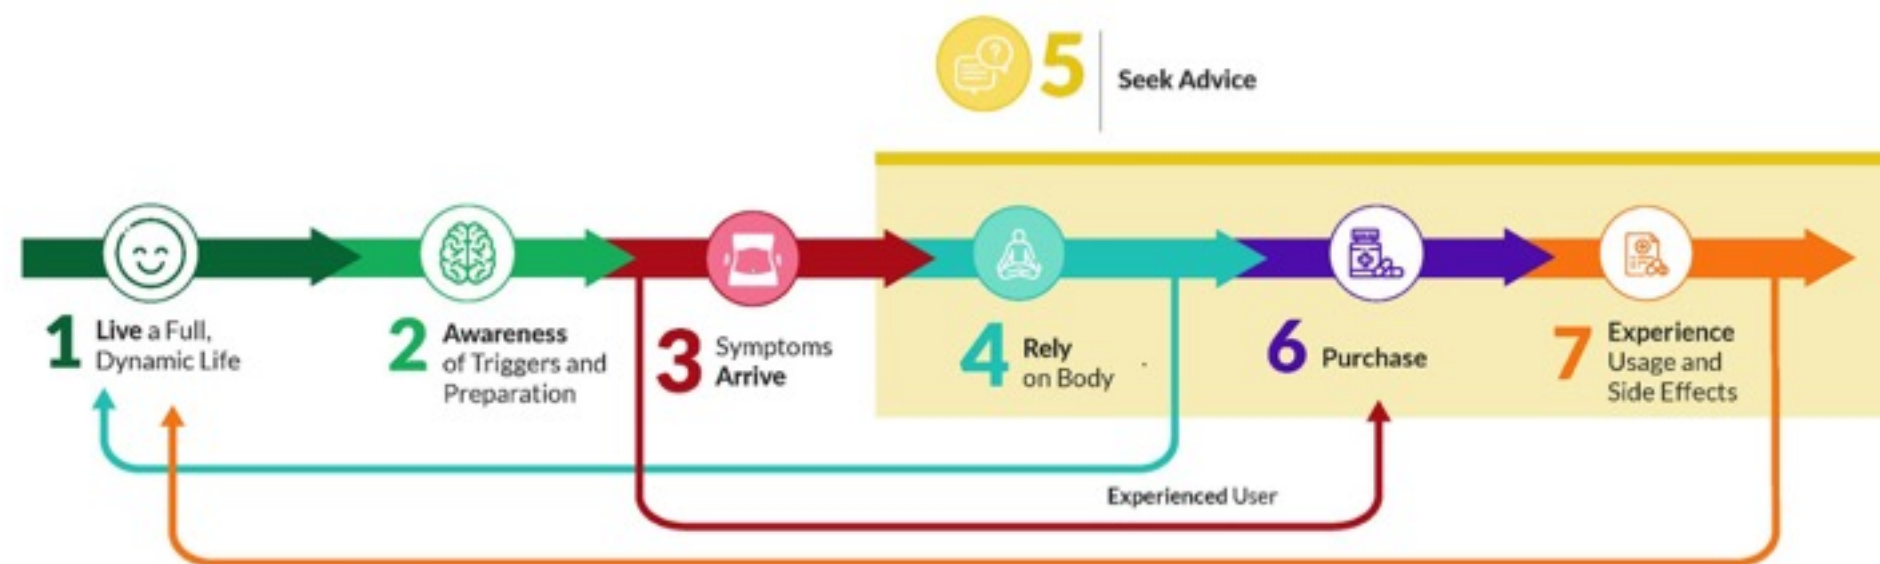 5
Seek Advice
?
1
Live a Full,
Dynamic Life
2
Awareness
of Triggers and
Preparation
3
Symptoms
Arrive
4
Rely
on Body
6
Purchase
7
Experience
Usage and
Side Effects
Experienced User